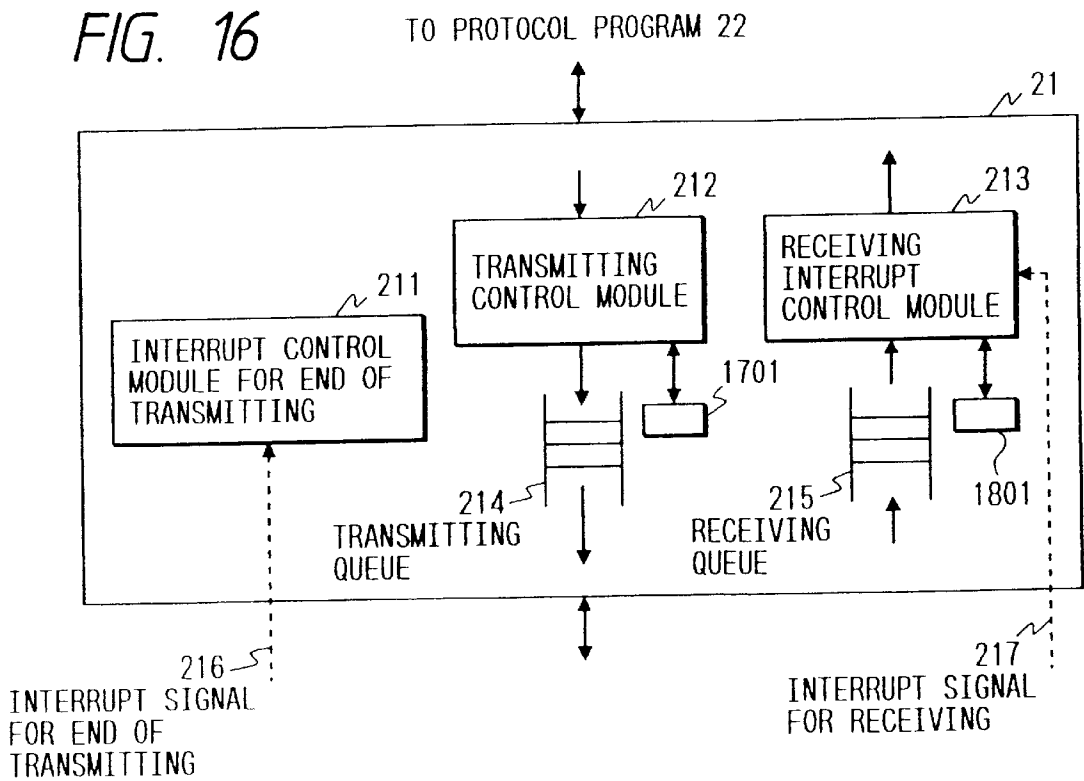 FIG. 16
TO PROTOCOL PROGRAM 22
21
212
213
TRANSMITTING
CONTROL MODULE
RECEIVING
INTERRUPT
CONTROL MODULE
211
INTERRUPT CONTROL
MODULE FOR END OF
TRANSMITTING
1701
1801
214
TRANSMITTING
QUEUE
215
RECEIVING
QUEUE
216
INTERRUPT SIGNAL
FOR END OF
TRANSMITTING
217
INTERRUPT SIGNAL
FOR RECEIVING